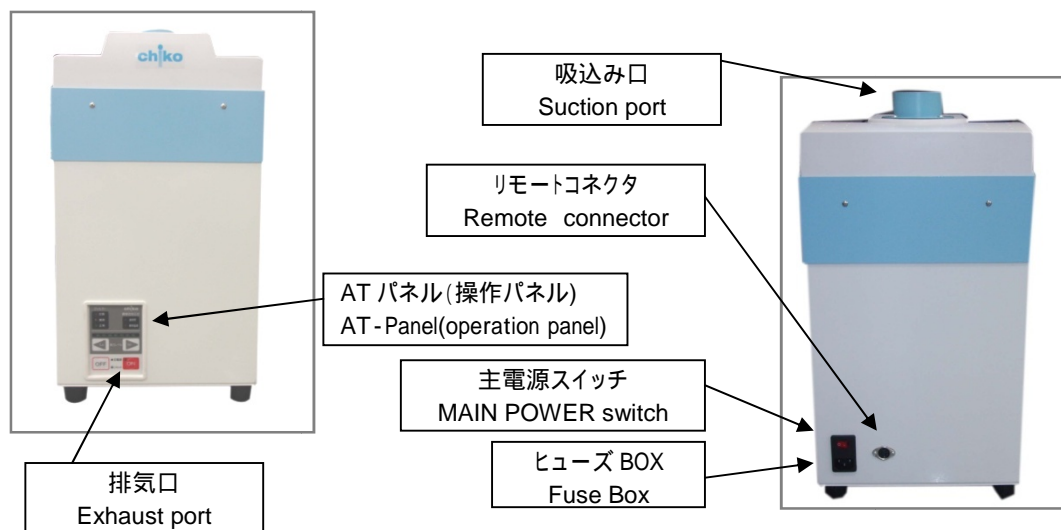 chiko
吸込み口
Suction port
リモートコネクタ
Remote connector
AT パネル(操作パネル)
AT-Panel(operation panel)
主電源スイッチ
MAIN POWER switch
ヒューズ BOX
Fuse Box
排気口
Exhaust port
OFF
ON